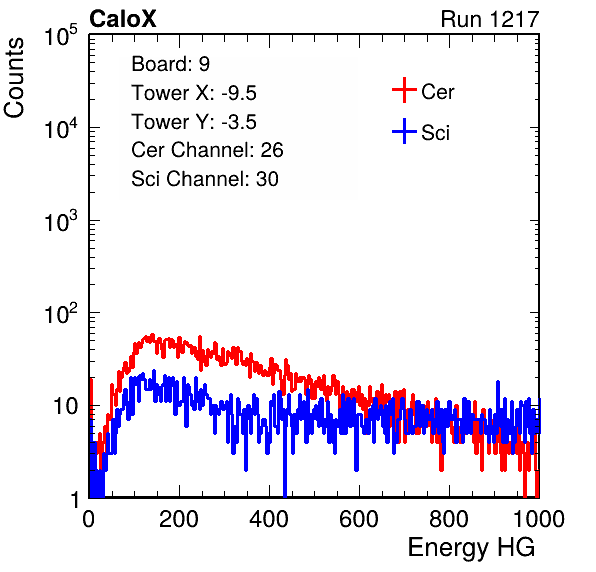 CaloX Run 1217
Counts
Board: 9
Tower X: -9.5
Tower Y: -3.5
Cer Channel: 26
Sci Channel: 30
Cer
Sci
10^5
10^4
10^3
10^2
10
1
0 200 400 600 800 1000
Energy HG